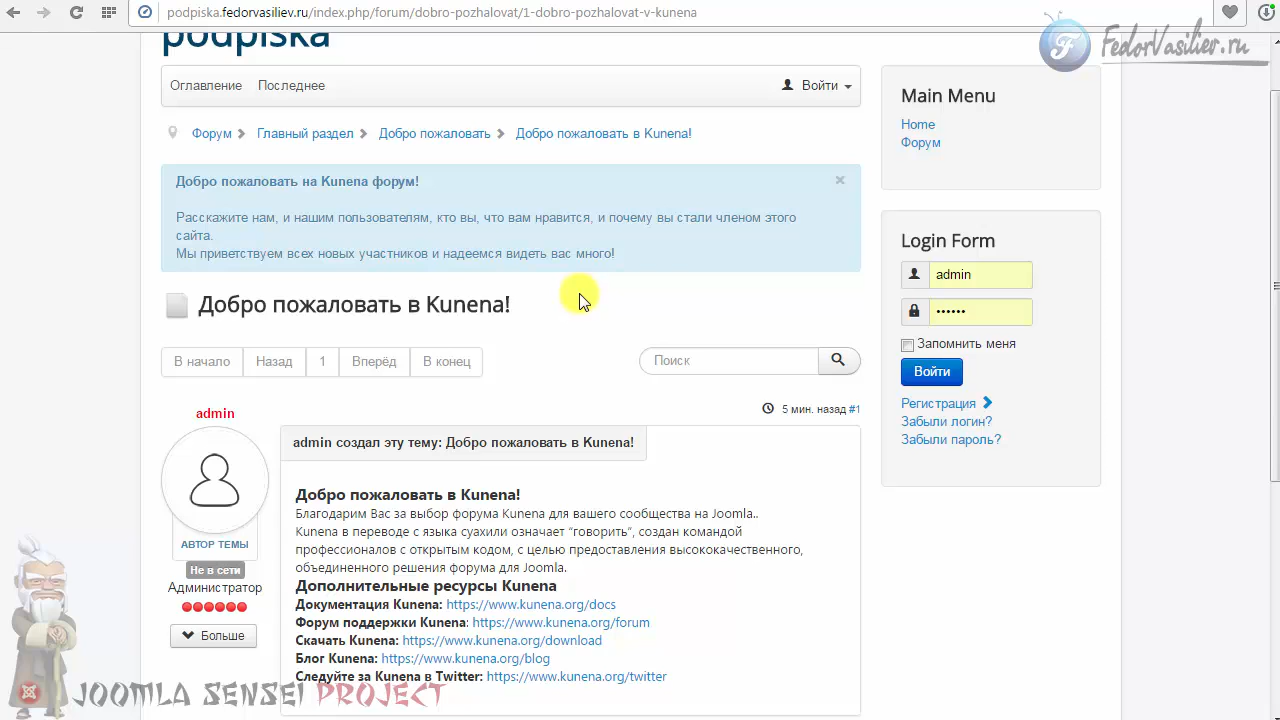 podpiska.fedorvasiliev.ru/index.php/forum/dobro-pozhalovat/1-dobro-pozhalovat-v-kunena
podpiska
FedorVasiliev.ru
Оглавление Последнее Войти
Форум Главный раздел Добро пожаловать Добро пожаловать в Kunena!
Добро пожаловать на Kunena форум! ×
Расскажите нам, и нашим пользователям, кто вы, что вам нравится, и почему вы стали членом этого
сайта.
Мы приветствуем всех новых участников и надеемся видеть вас много!
Добро пожаловать в Kunena!
В начало Назад 1 Вперёд В конец
Поиск
admin
5 мин. назад #1
admin создал эту тему: Добро пожаловать в Kunena!
Добро пожаловать в Kunena!
Благодарим Вас за выбор форума Kunena для вашего сообщества на Joomla..
Kunena в переводе с языка суахили означает “говорить”, создан командой
профессионалов с открытым кодом, с целью предоставления высококачественного,
объединенного решения форума для Joomla.
Дополнительные ресурсы Kunena
Документация Kunena: https://www.kunena.org/docs
Форум поддержки Kunena: https://www.kunena.org/forum
Скачать Kunena: https://www.kunena.org/download
Блог Kunena: https://www.kunena.org/blog
Следуйте за Kunena в Twitter: https://www.kunena.org/twitter
АВТОР ТЕМЫ
Не в сети
Администратор
Больше
Main Menu
Home
Форум
Login Form
admin
••••••
Запомнить меня
Войти
Регистрация
Забыли логин?
Забыли пароль?
JOOMLA SENSEI PROJECT